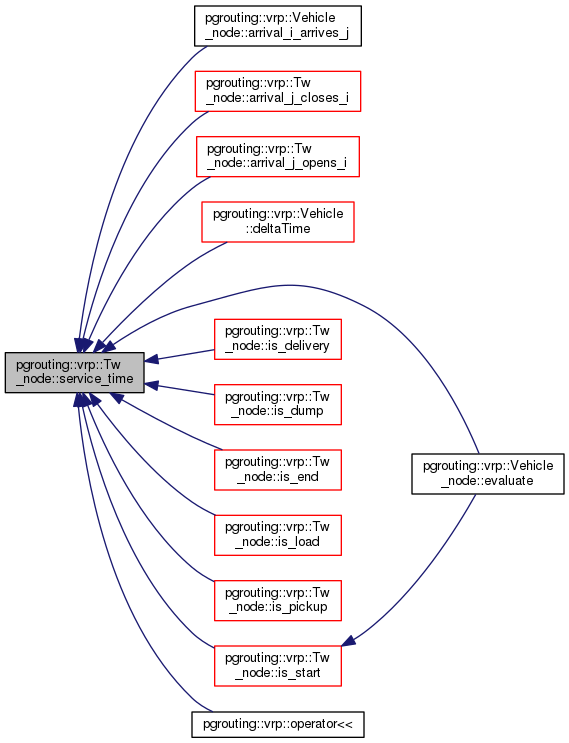 pgrouting::vrp::Vehicle
_node::arrival_i_arrives_j
pgrouting::vrp::Tw
_node::arrival_j_closes_i
pgrouting::vrp::Tw
_node::arrival_j_opens_i
pgrouting::vrp::Vehicle
::deltaTime
pgrouting::vrp::Tw
_node::service_time
pgrouting::vrp::Tw
_node::is_delivery
pgrouting::vrp::Tw
_node::is_dump
pgrouting::vrp::Tw
_node::is_end
pgrouting::vrp::Vehicle
_node::evaluate
pgrouting::vrp::Tw
_node::is_load
pgrouting::vrp::Tw
_node::is_pickup
pgrouting::vrp::Tw
_node::is_start
pgrouting::vrp::operator<<